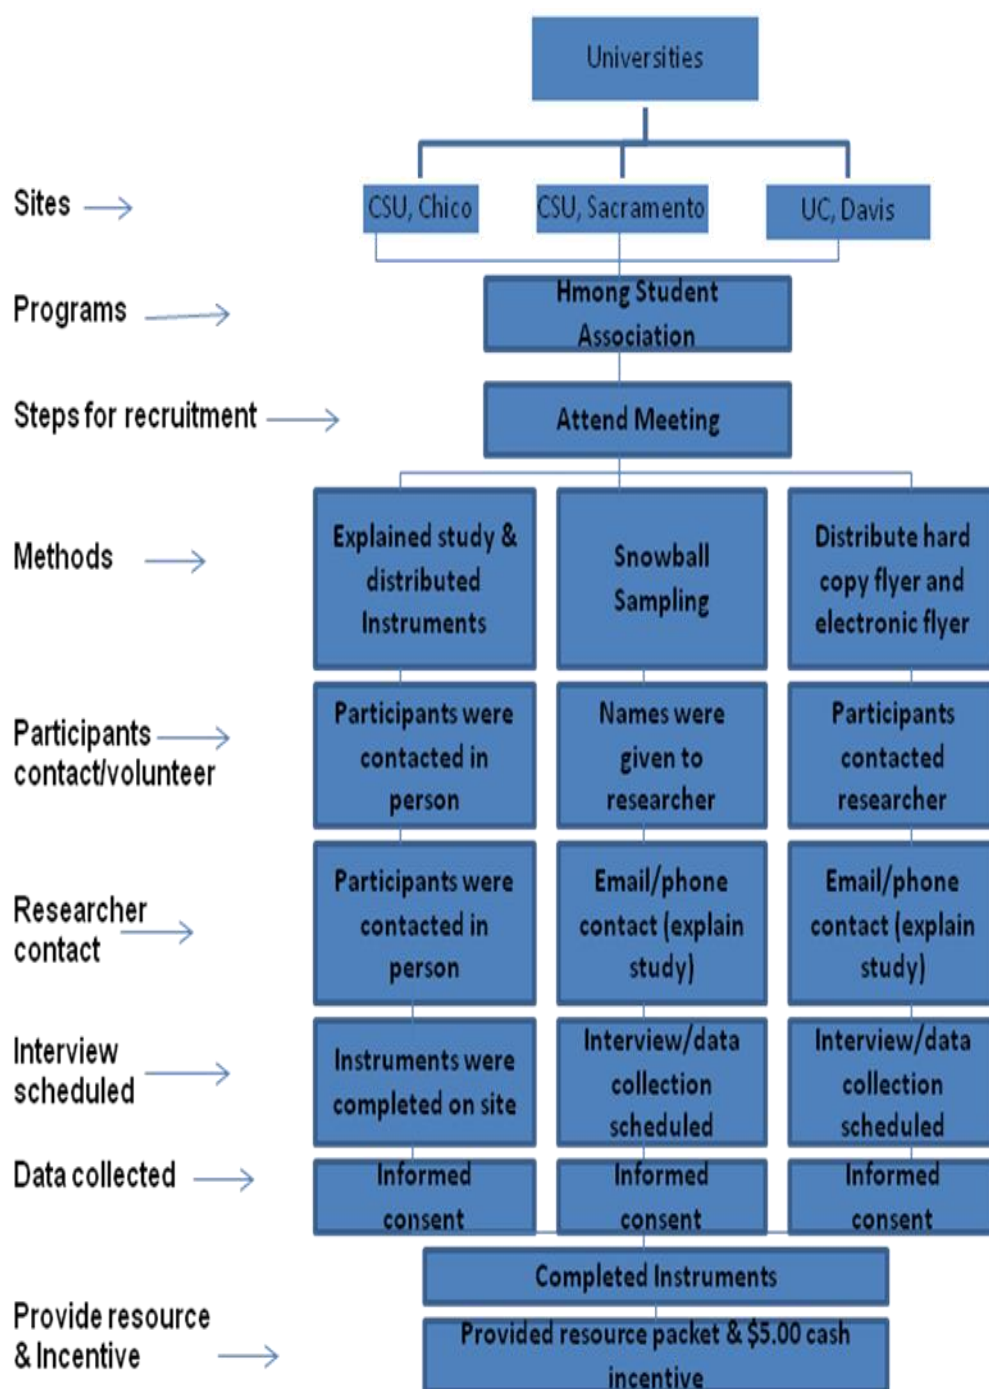 Universities
Sites
CSU, Chico
CSU, Sacramento
UC, Davis
Programs
Hmong Student
Association
Steps for recruitment
Attend Meeting
Methods
Explained study &
distributed
Instruments
Snowball
Sampling
Distribute hard
copy flyer and
electronic flyer
Participants
contact/volunteer
Participants were
contacted in
person
Names were
given to
researcher
Participants
contacted
researcher
Researcher
contact
Participants were
contacted in
person
Email/phone
contact (explain
study)
Email/phone
contact (explain
study)
Interview
scheduled
Instruments were
completed on site
Interview/data
collection
scheduled
Interview/data
collection
scheduled
Data collected
Informed
consent
Informed
consent
Informed
consent
Completed Instruments
Provide resource
& Incentive
Provided resource packet & $5.00 cash
incentive